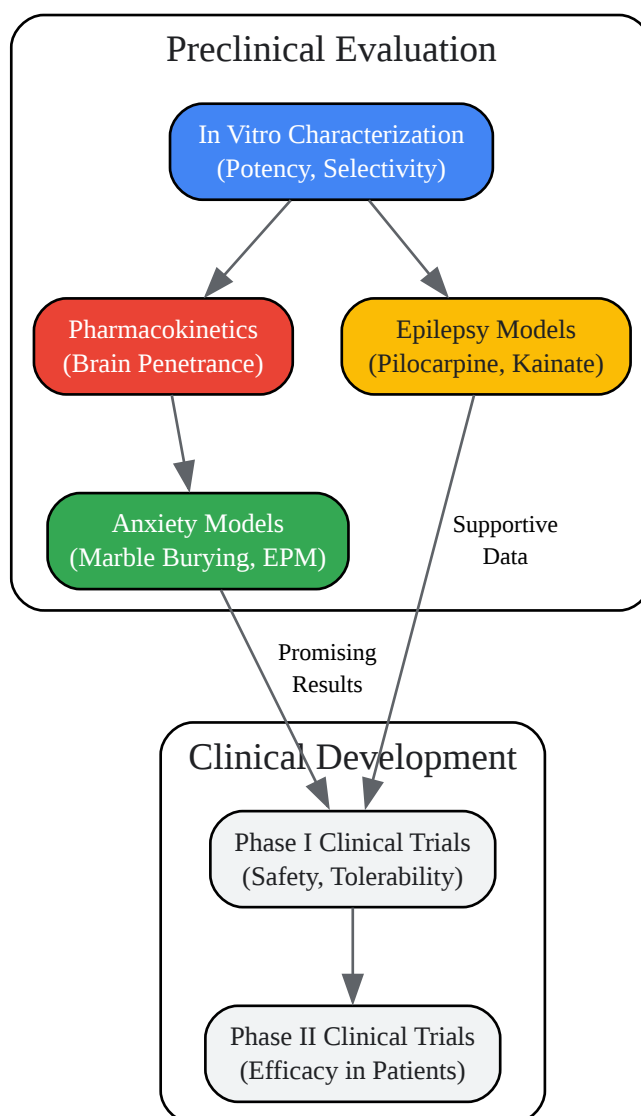 Preclinical Evaluation
In Vitro Characterization
(Potency, Selectivity)
Pharmacokinetics
(Brain Penetrance)
Epilepsy Models
(Pilocarpine, Kainate)
Anxiety Models
(Marble Burying, EPM)
Supportive
Data
Promising
Results
Clinical Development
Phase I Clinical Trials
(Safety, Tolerability)
Phase II Clinical Trials
(Efficacy in Patients)